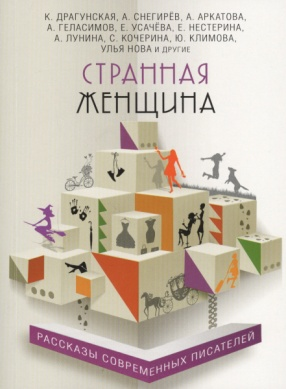 К. ДРАГУНСКАЯ, А. СНЕГИРЁВ, А. АРКАТОВА,
А. ГЕЛАСИМОВ, Е. УСАЧЁВА, Е. НЕСТЕРИНА,
А. ЛУНИНА, С. КОЧЕРИНА, Ю. КЛИМОВА,
УЛЬЯ НОВА И ДРУГИЕ
СТРАННАЯ
ЖЕНЩИНА
РАССКАЗЫ СОВРЕМЕННЫХ ПИСАТЕЛЕЙ